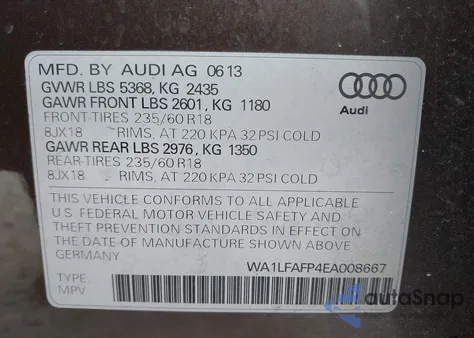 MFD. BY AUDI AG 06 13
GVWR LBS 5368, KG 2435
GAWR FRONT LBS 2601, KG 1180
FRONT-TIRES 235/60 R18
8JX18 RIMS, AT 220 KPA 32 PSI COLD
GAWR REAR LBS 2976, KG 1350
REAR-TIRES 235/60 R18
8JX18 RIMS, AT 220 KPA 32 PSI COLD
Audi
THIS VEHICLE CONFORMS TO ALL APPLICABLE
U.S. FEDERAL MOTOR VEHICLE SAFETY AND
THEFT PREVENTION STANDARDS IN EFFECT ON
THE DATE OF MANUFACTURE SHOWN ABOVE
GERMANY
WA1LFAFP4EA008667
TYPE:
MPV
autoSnap